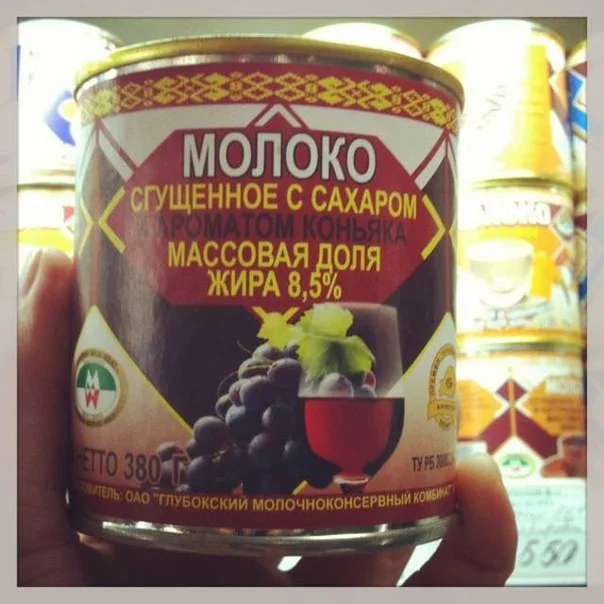 МОЛОКО
СГУЩЕННОЕ С САХАРОМ
И АРОМАТОМ КОНЬЯКА
МАССОВАЯ ДОЛЯ
ЖИРА 8,5%
НЕТТО 380 Г
ТУ РБ
ОАО "ГЛУБОКСКИЙ МОЛОЧНОКОНСЕРВНЫЙ КОМБИНАТ
МОЛОКО
550